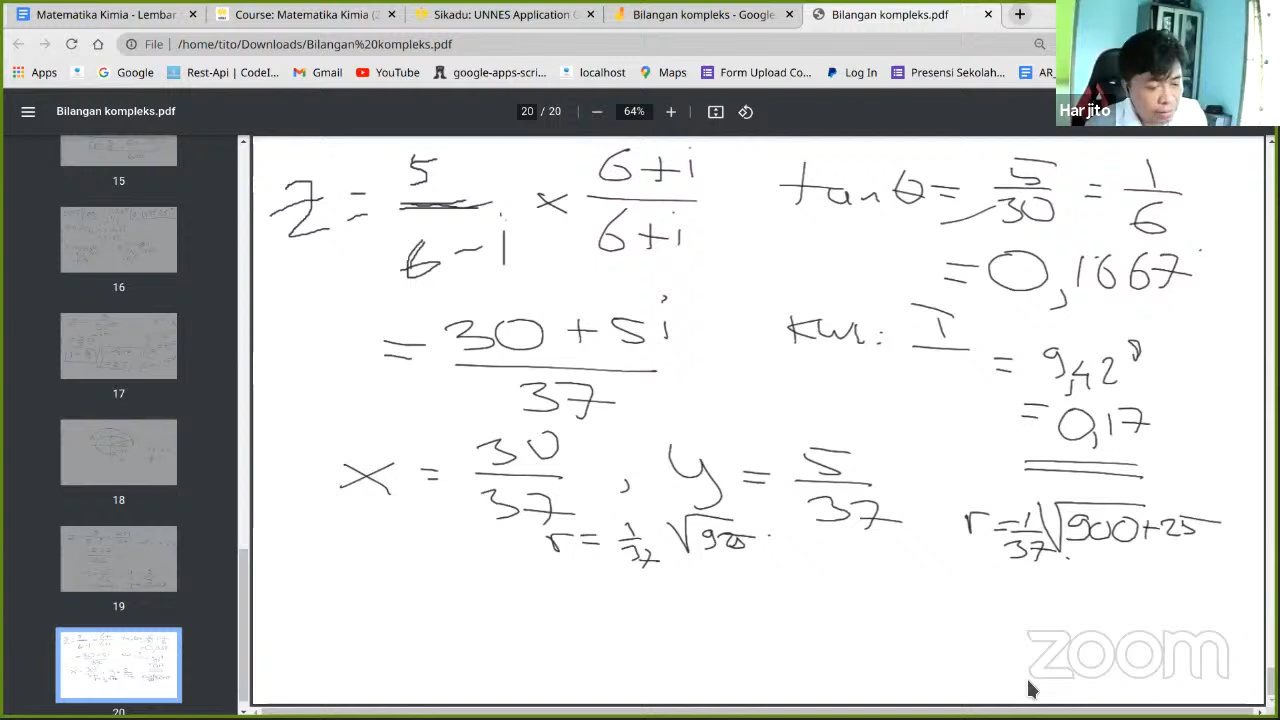 Matematika Kimia - Lembar
Course: Matematika Kimia (2
Sikadu: UNNES Application G
Bilangan kompleks - Google
Bilangan kompleks.pdf
File | /home/tito/Downloads/Bilangan%20kompleks.pdf
Apps
Google
Rest-Api | CodeI...
Gmail
YouTube
google-apps-scri...
localhost
Maps
Form Upload Co...
Log In
Presensi Sekolah...
AR_
Harjito
Bilangan kompleks.pdf
20 / 20
64%
15
16
17
18
19
20
z = 5/(6 - i) × (6+i)/(6+i)
= (30 + 5i)/37
x = 30/37 , y = 5/37
r = 1/37 √925
tan θ = 5/30 = 1/6
= 0,1667
Kw: I
= 9,42°
= 0,17
r = 1/37 √900+25
zoom